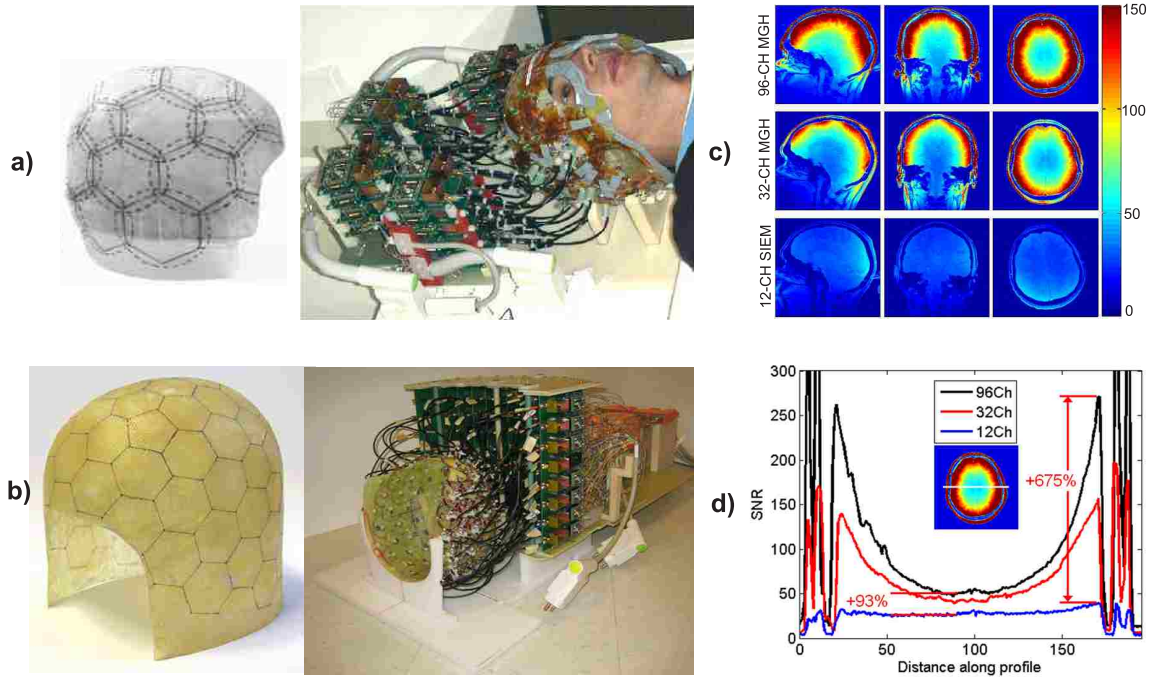 a)
c)
96-CH MGH
32-CH MGH
12-CH SIEM
150
100
50
0
b)
d)
300
250
200
150
100
50
0
SNR
96Ch
32Ch
12Ch
+675%
+93%
0
50
100
150
Distance along profile